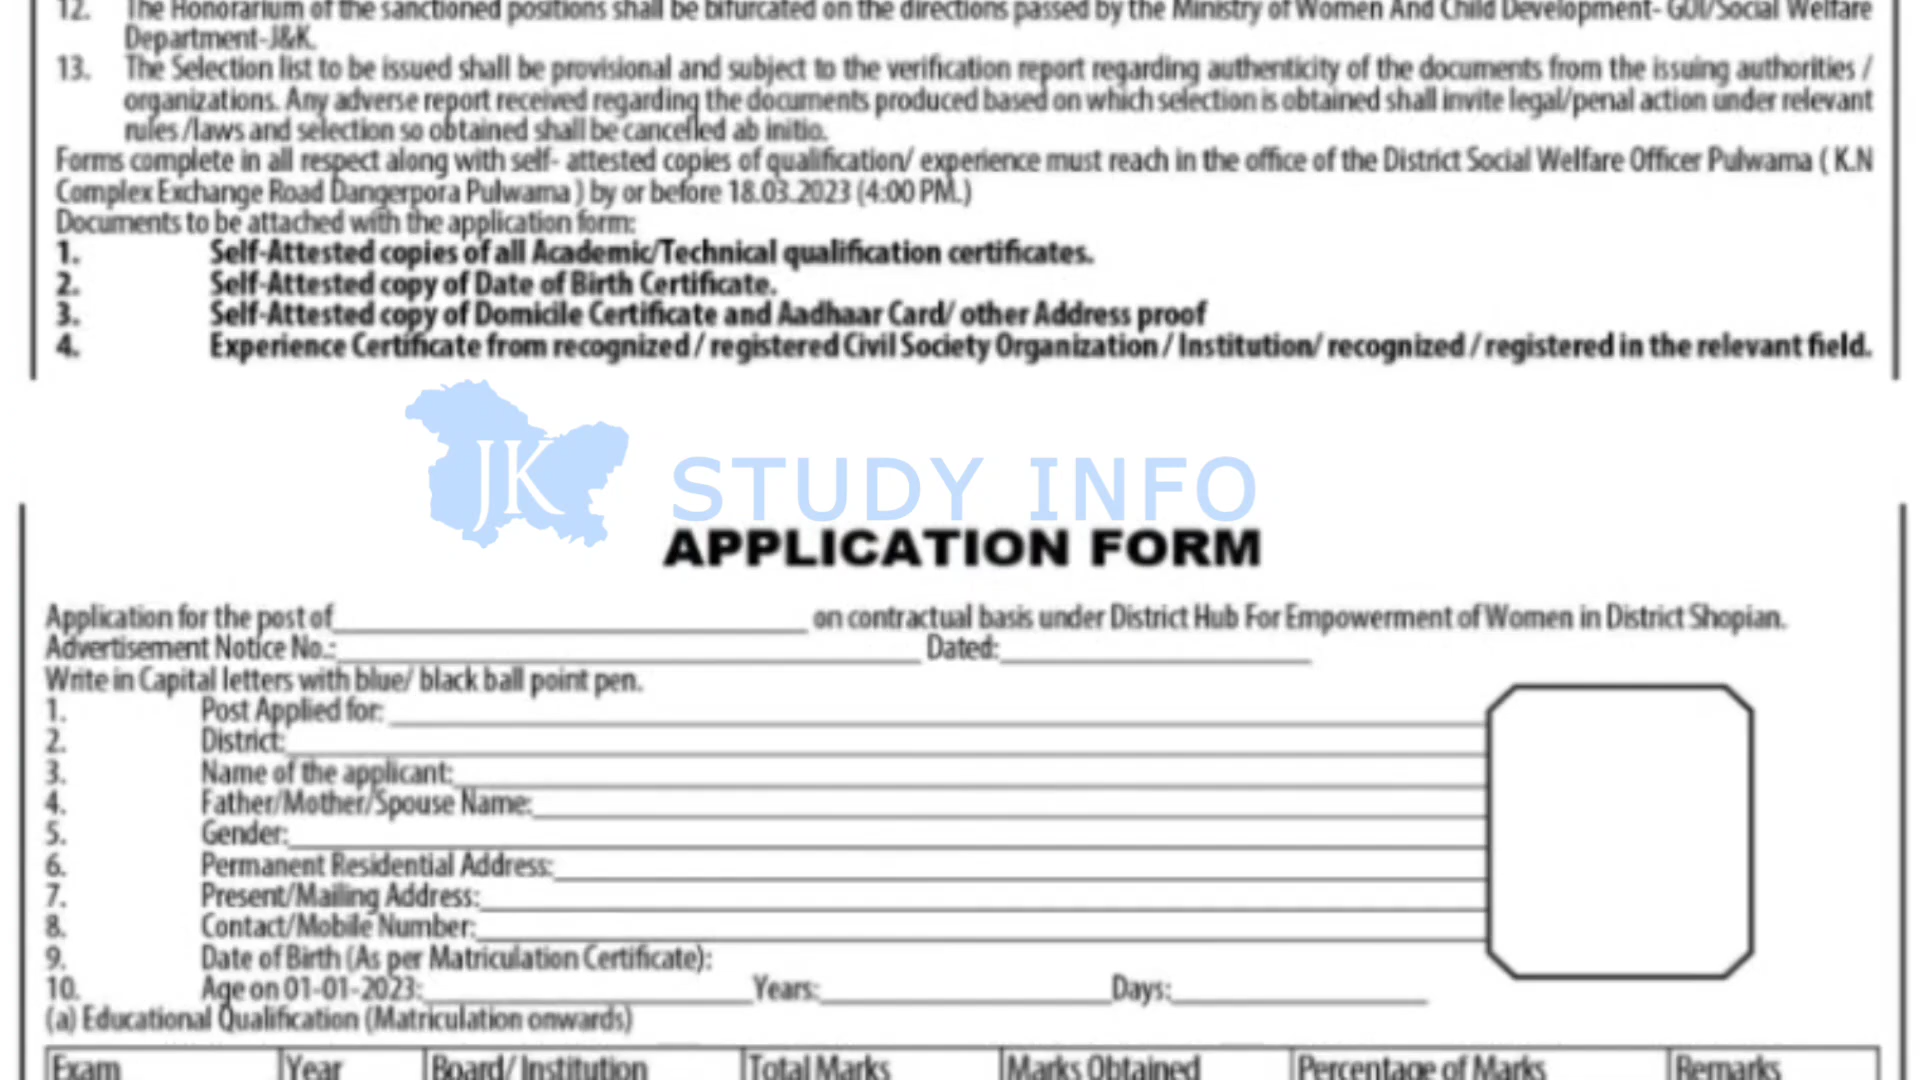 12. The Honorarium of the sanctioned positions shall be bifurcated on the directions passed by the Ministry of Women And Child Development- GOI/Social Welfare
Department-J&K.
13. The Selection list to be issued shall be provisional and subject to the verification report regarding authenticity of the documents from the issuing authorities /
organizations. Any adverse report received regarding the documents produced based on which selection is obtained shall invite legal/penal action under relevant
rules /laws and selection so obtained shall be cancelled ab initio.
Forms complete in all respect along with self- attested copies of qualification/ experience must reach in the office of the District Social Welfare Officer Pulwama ( K.N
Complex Exchange Road Dangerpora Pulwama ) by or before 18.03.2023 (4:00 PM.)
Documents to be attached with the application form:
1. Self-Attested copies of all Academic/Technical qualification certificates.
2. Self-Attested copy of Date of Birth Certificate.
3. Self-Attested copy of Domicile Certificate and Aadhaar Card/ other Address proof
4. Experience Certificate from recognized / registered Civil Society Organization / Institution/ recognized / registered in the relevant field.
JK STUDY INFO
APPLICATION FORM
Application for the post of____________ on contractual basis under District Hub For Empowerment of Women in District Shopian.
Advertisement Notice No.:____________ Dated:____________
Write in Capital letters with blue/ black ball point pen.
1. Post Applied for: ____________
2. District:____________
3. Name of the applicant:____________
4. Father/Mother/Spouse Name:____________
5. Gender:____________
6. Permanent Residential Address:____________
7. Present/Mailing Address:____________
8. Contact/Mobile Number:____________
9. Date of Birth (As per Matriculation Certificate):
10. Age on 01-01-2023:____________Years:____________Days:____________
(a) Educational Qualification (Matriculation onwards)
Exam Year Board/ Institution Total Marks Marks Obtained Percentage of Marks Remarks